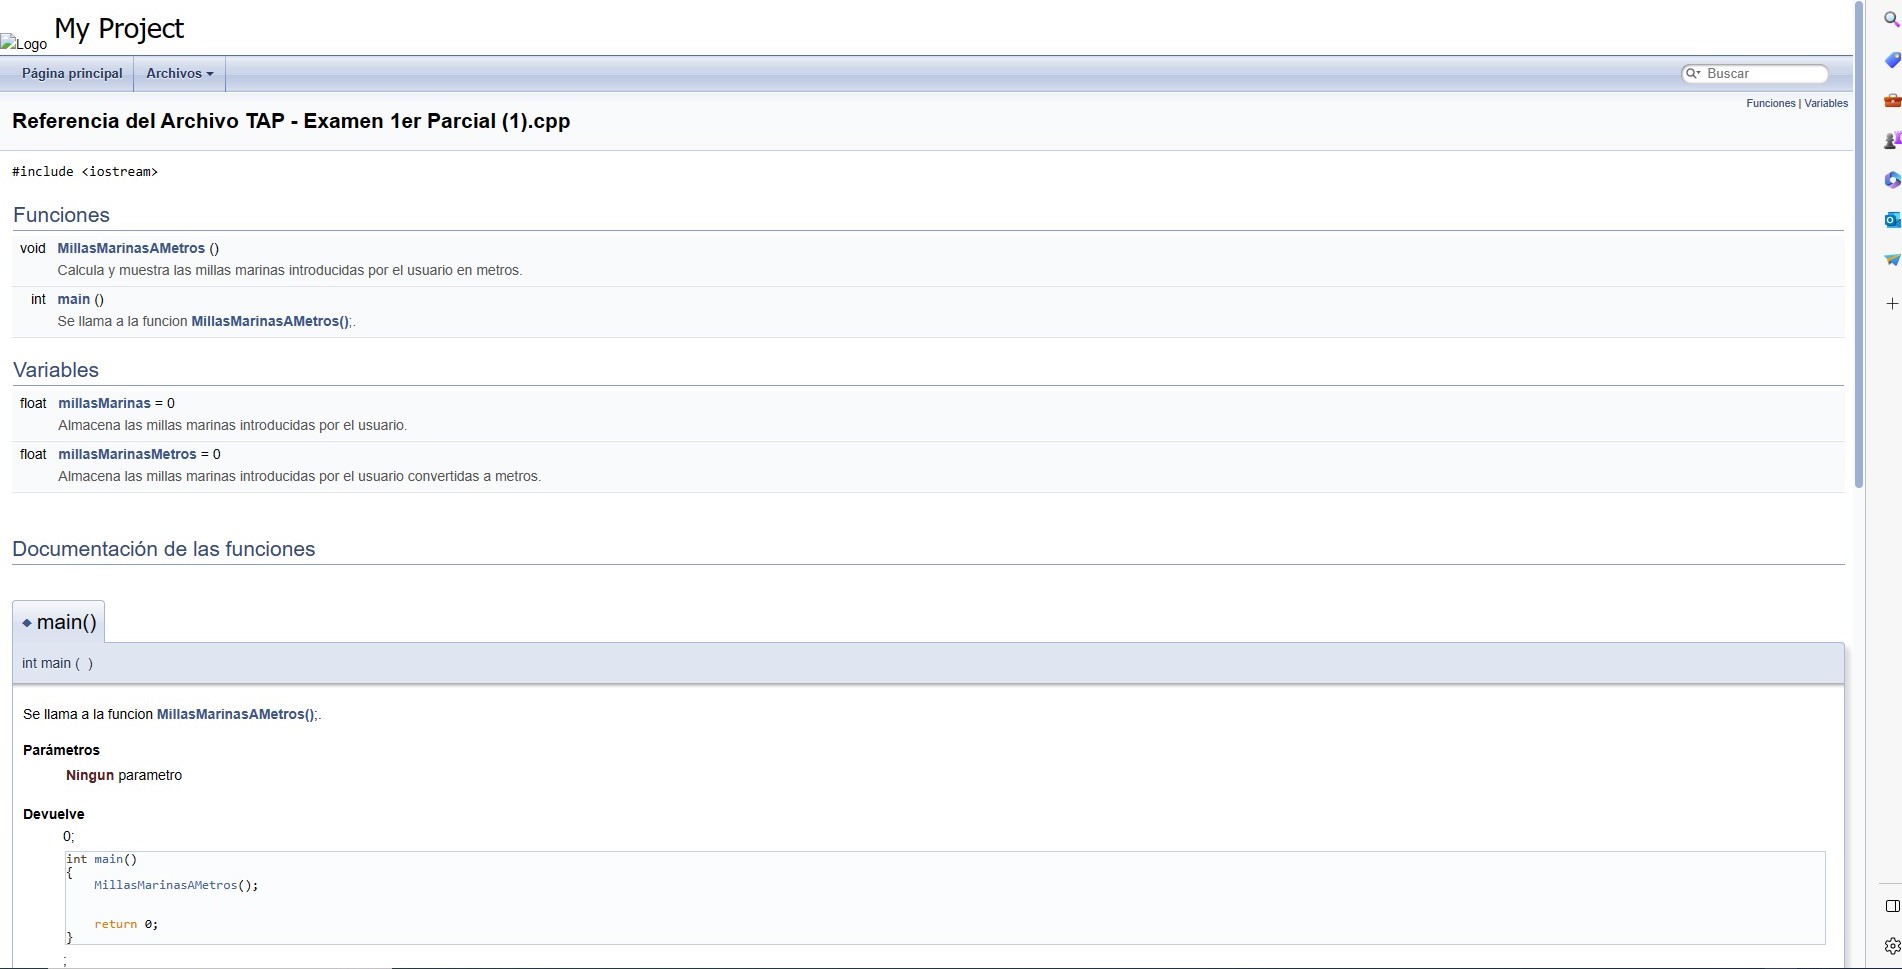 Logo My Project
Página principal Archivos Buscar
Funciones | Variables
Referencia del Archivo TAP - Examen 1er Parcial (1).cpp
#include <iostream>
Funciones
void MillasMarinasAMetros ()
Calcula y muestra las millas marinas introducidas por el usuario en metros.
int main ()
Se llama a la funcion MillasMarinasAMetros();.
Variables
float millasMarinas = 0
Almacena las millas marinas introducidas por el usuario.
float millasMarinasMetros = 0
Almacena las millas marinas introducidas por el usuario convertidas a metros.
Documentación de las funciones
◆ main()
int main ( )
Se llama a la funcion MillasMarinasAMetros();.
Parámetros
Ningun parametro
Devuelve
0;
int main()
{
MillasMarinasAMetros();
return 0;
}
;